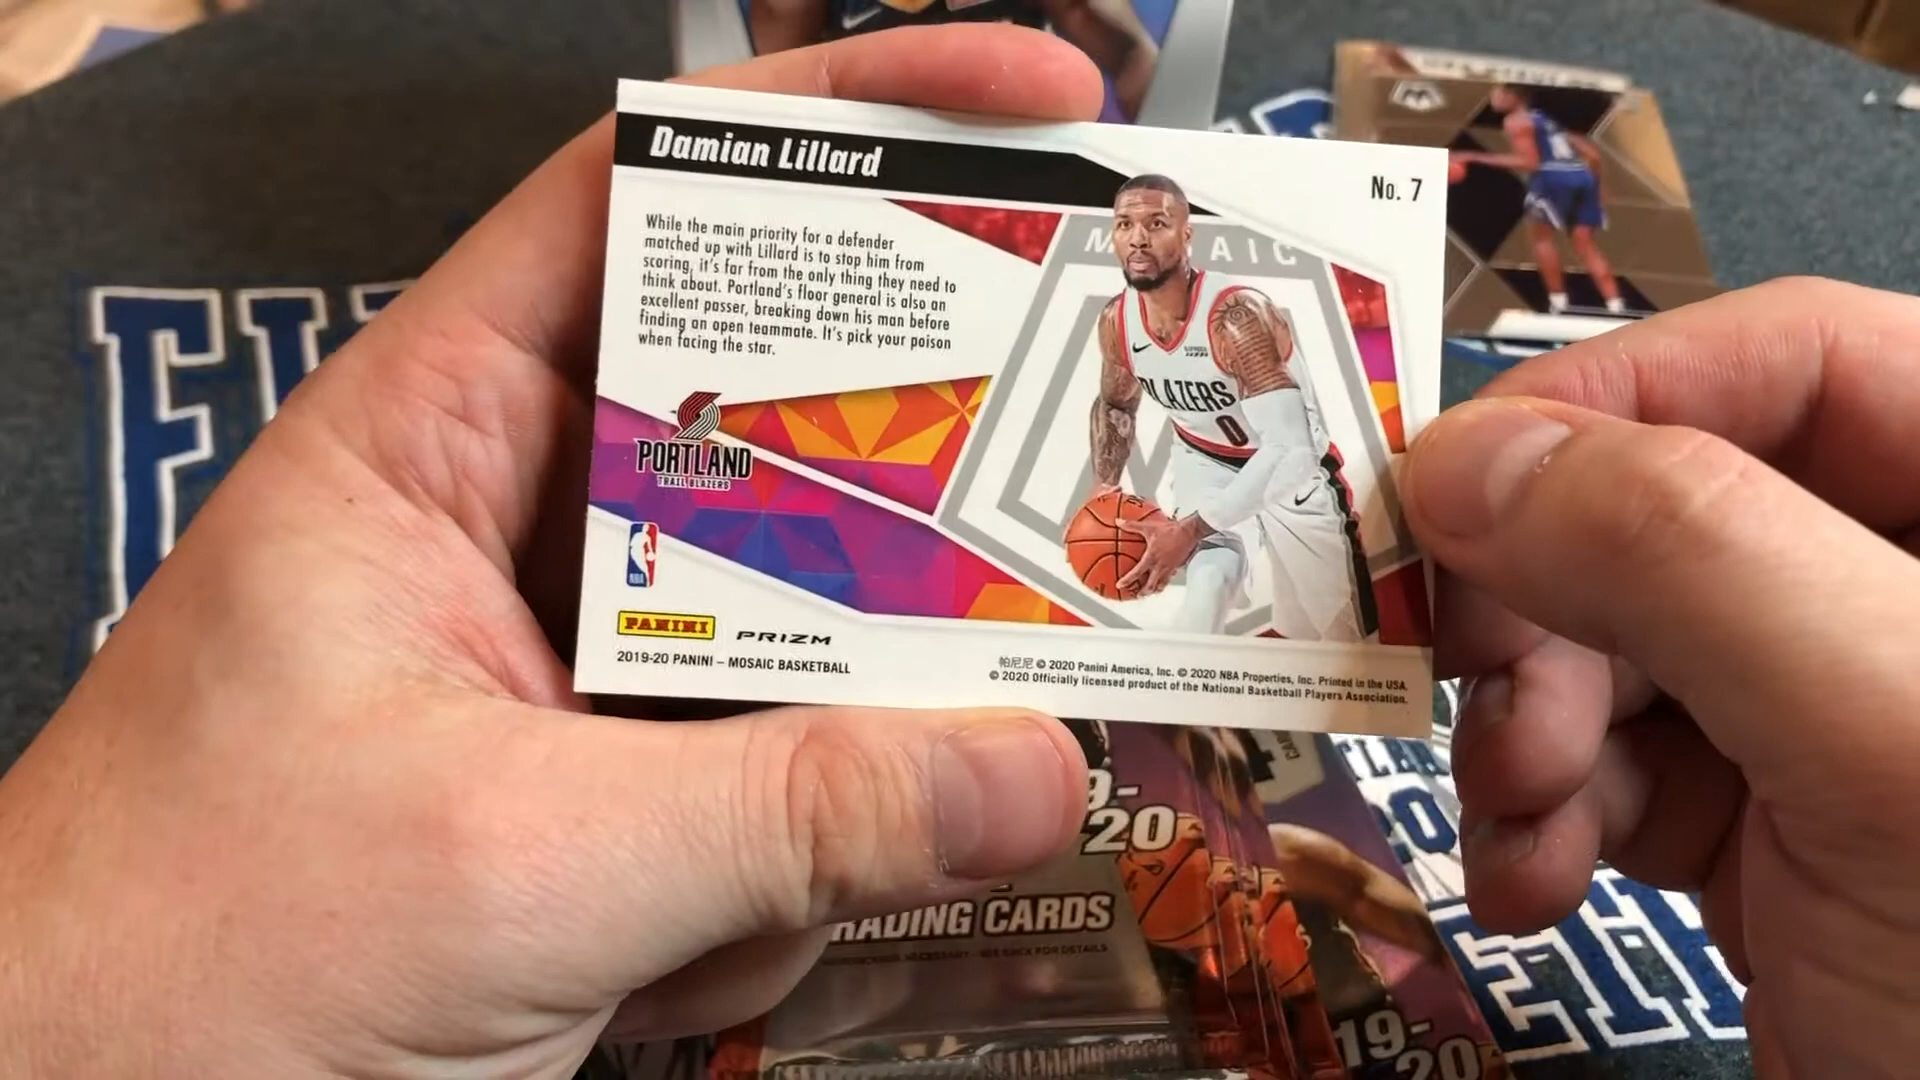 Damian Lillard
No. 7
While the main priority for a defender
matched up with Lillard is to stop him from
scoring, it's far from the only thing they need to
think about. Portland's floor general is also an
excellent passer, breaking down his man before
finding an open teammate. It's pick your poison
when facing the star.
BLAZERS
0
PORTLAND
TRAIL BLAZERS
NBA
PANINI
PRIZM
2019-20 PANINI – MOSAIC BASKETBALL
帕尼尼 © 2020 Panini America, Inc. © 2020 NBA Properties, Inc. Printed in the USA.
© 2020 Officially licensed product of the National Basketball Players Association.
20
CARDS
19-
20